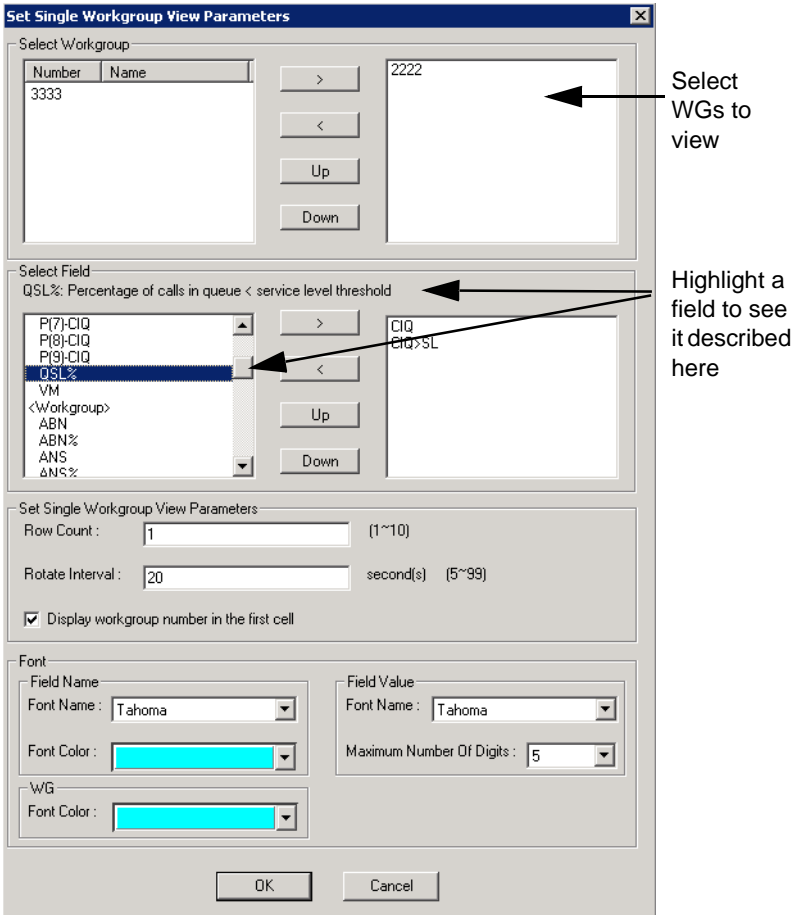 Set Single Workgroup View Parameters
Select Workgroup
Number Name
3333
>
<
Up
Down
2222
Select
WGs to
view
Select Field
QSL%: Percentage of calls in queue < service level threshold
P(7)-CIQ
P(8)-CIQ
P(9)-CIQ
QSL%
VM
<Workgroup>
ABN
ABN%
ANS
ANS%
>
<
Up
Down
CIQ
CIQ>SL
Highlight a
field to see
it described
here
Set Single Workgroup View Parameters
Row Count : 1 (1~10)
Rotate Interval : 20 second(s) (5~99)
Display workgroup number in the first cell
Font
Field Name
Font Name : Tahoma
Font Color :
Field Value
Font Name : Tahoma
Maximum Number Of Digits : 5
WG
Font Color :
OK Cancel